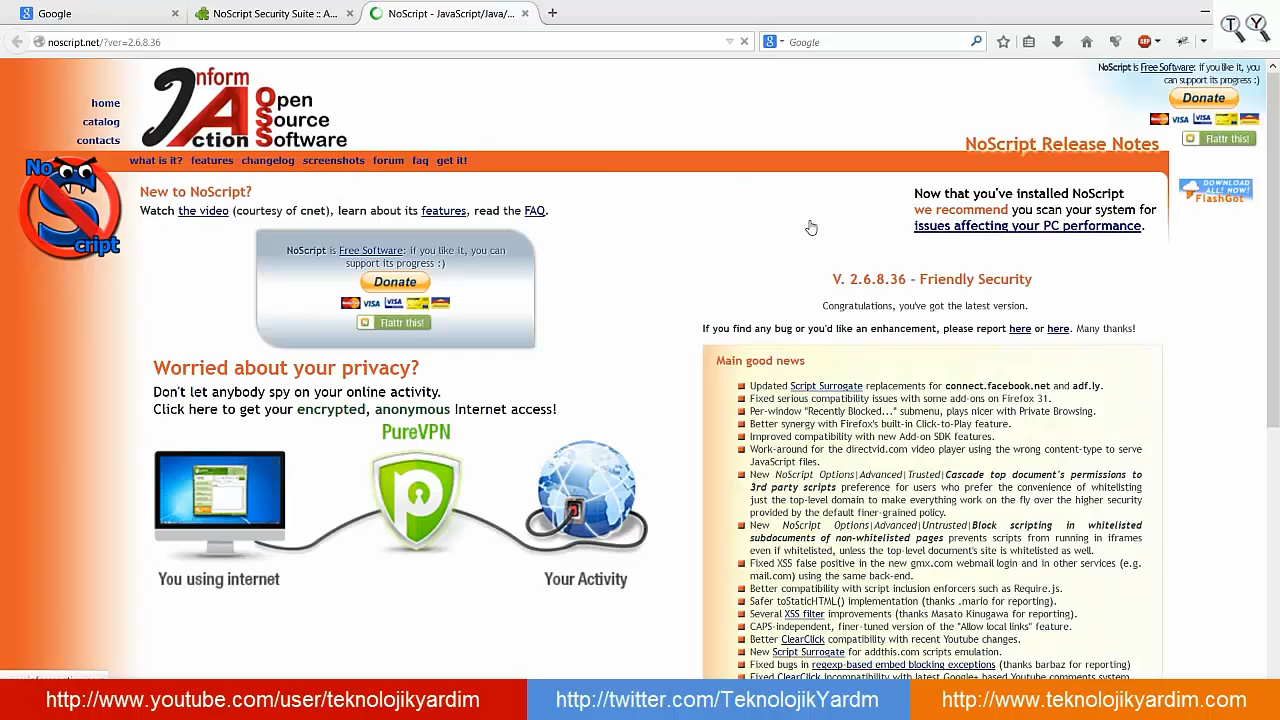 Google
NoScript Security Suite :: A...
NoScript - JavaScript/Java/...
noscript.net/?ver=2.6.8.36
Google
ABP
T Y
home
catalog
contacts
Inform
Action
Open
Source
Software
NoScript is Free Software: if you like it, you
can support its progress :)
Donate
VISA
Flattr this!
NoScript Release Notes
what is it? features changelog screenshots forum faq get it!
DOWNLOAD
ALL!
FLASHGOT
No
Script
New to NoScript?
Watch the video (courtesy of cnet), learn about its features, read the FAQ.
Now that you've installed NoScript
we recommend you scan your system for
issues affecting your PC performance.
NoScript is Free Software: if you like it, you can
support its progress :)
Donate
VISA
Flattr this!
V. 2.6.8.36 - Friendly Security
Congratulations, you've got the latest version.
If you find any bug or you'd like an enhancement, please report here or here. Many thanks!
Worried about your privacy?
Don't let anybody spy on your online activity.
Click here to get your encrypted, anonymous Internet access!
PureVPN
You using internet
Your Activity
Main good news
Updated Script Surrogate replacements for connect.facebook.net and adf.ly.
Fixed serious compatibility issues with some add-ons on Firefox 31.
Per-window "Recently Blocked..." submenu, plays nicer with Private Browsing.
Better synergy with Firefox's built-in Click-to-Play feature.
Improved compatibility with new Add-on SDK features.
Work-around for the directvid.com video player using the wrong content-type to serve
JavaScript files.
New NoScript Options|Advanced|Trusted|Cascade top document's permissions to
3rd party scripts preference for users who prefer the convenience of whitelisting
just the top-level domain to make everything work on the fly over the higher security
provided by the default finer-grained policy.
New NoScript Options|Advanced|Untrusted|Block scripting in whitelisted
subdocuments of non-whitelisted pages prevents scripts from running in iframes
even if whitelisted, unless the top-level document's site is whitelisted as well.
Fixed XSS false positive in the new gmx.com webmail login and in other services (e.g.
mail.com) using the same back-end.
Better compatibility with script inclusion enforcers such as Require.js.
Safer toStaticHTML() implementation (thanks .mario for reporting).
Several XSS filter improvements (thanks Masato Kinugawa for reporting).
CAPS-independent, finer-tuned version of the "Allow local links" feature.
Better ClearClick compatibility with recent Youtube changes.
New Script Surrogate for addthis.com scripts emulation.
Fixed bugs in regexp-based embed blocking exceptions (thanks barbaz for reporting)
Fixed ClearClick incompatibility with latest Google+ based Youtube comments system.
http://www.youtube.com/user/teknolojikyardim
http://twitter.com/TeknolojikYardm
http://www.teknolojikyardim.com